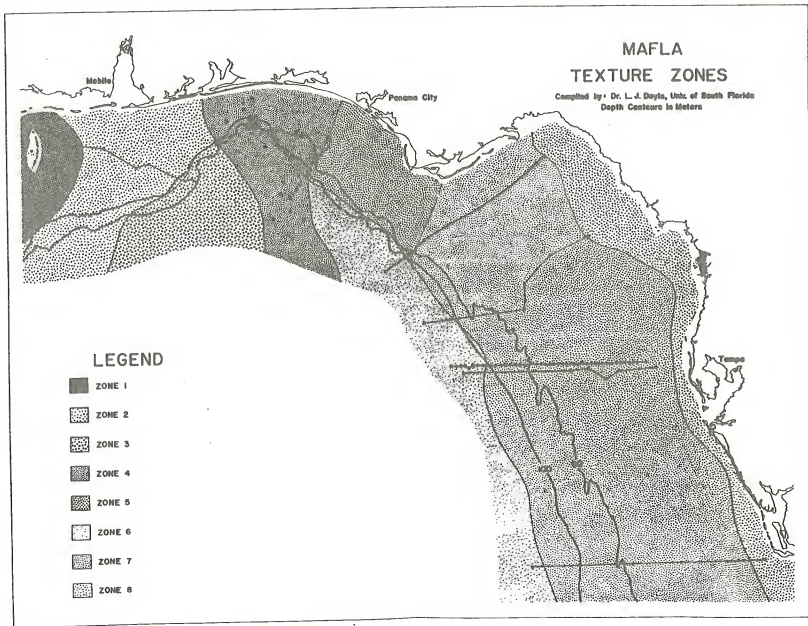 MAFLA
TEXTURE ZONES
Compiled by: Dr. L. J. Doyle, Univ. of South Florida
Depth Contours in Meters
Mobile
Panama City
Tampa
LEGEND
ZONE 1
ZONE 2
ZONE 3
ZONE 4
ZONE 5
ZONE 6
ZONE 7
ZONE 8